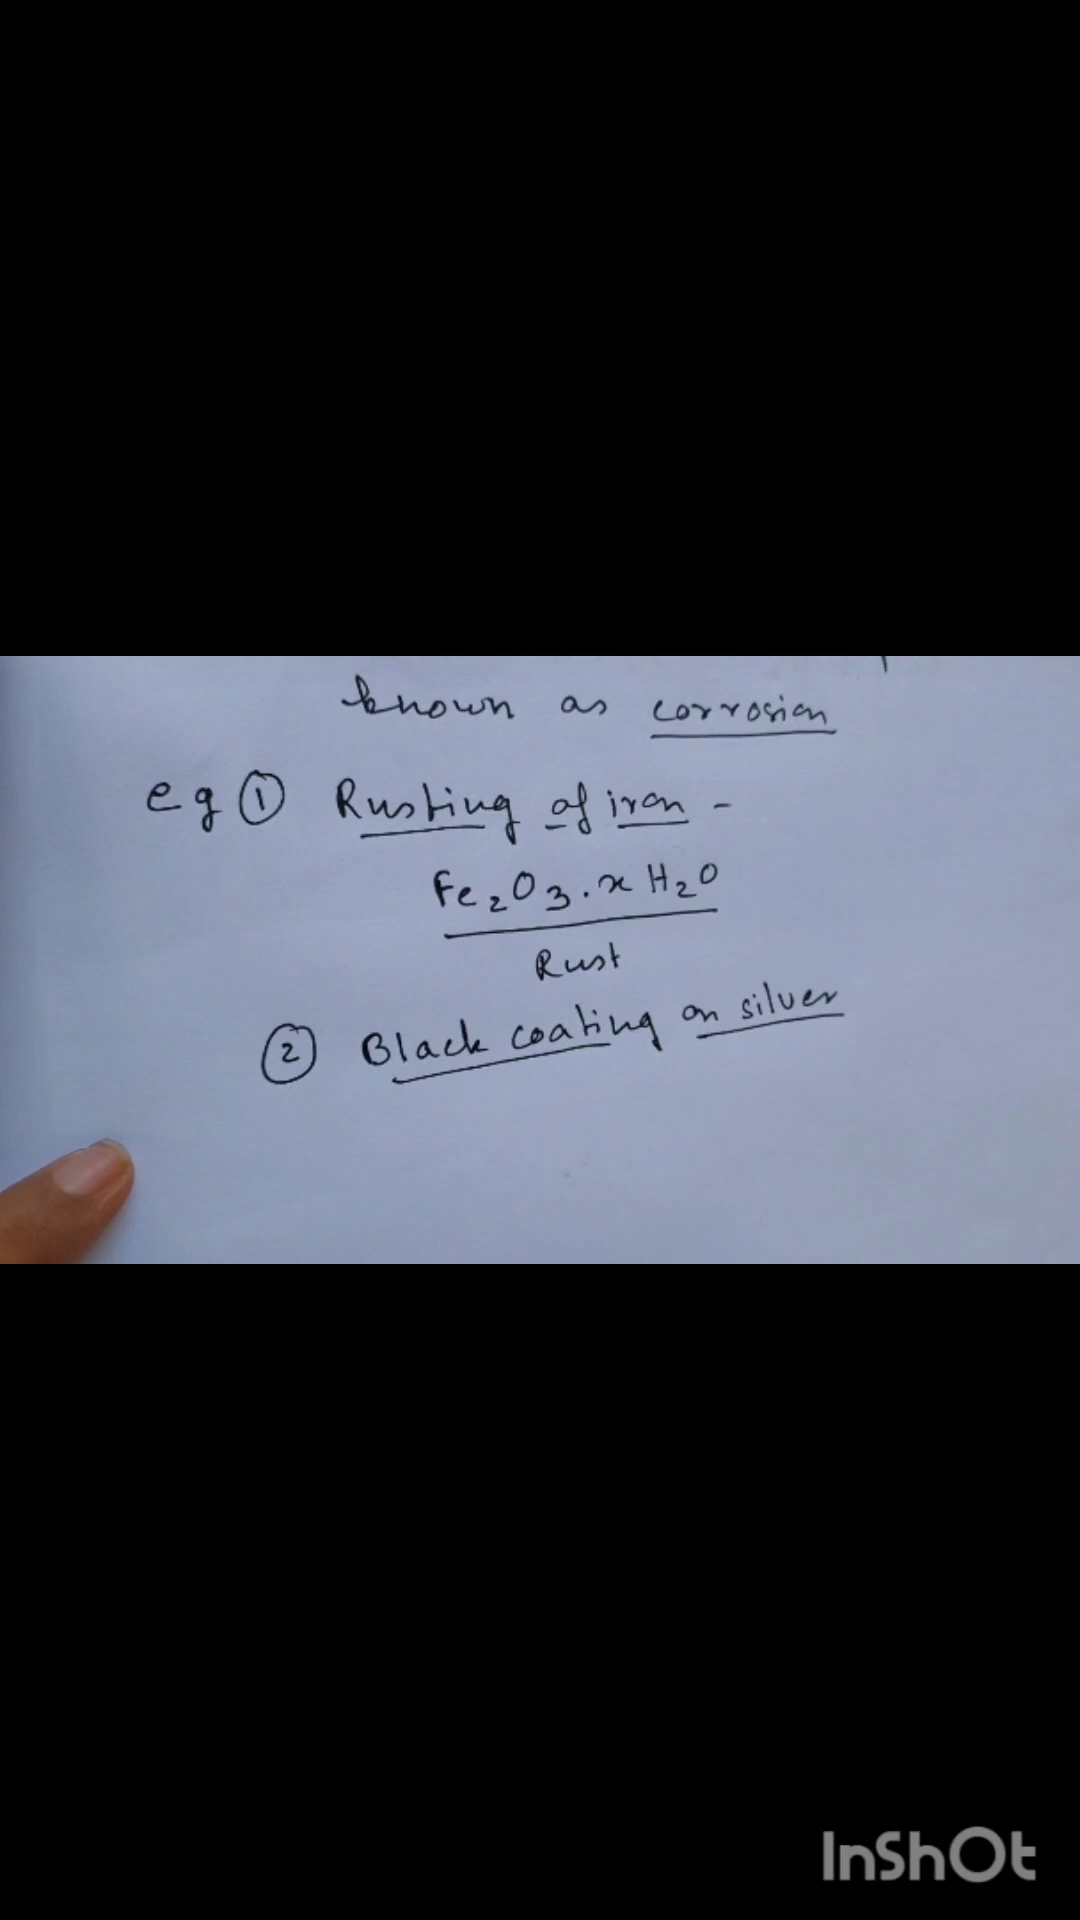 known as corrosion
eg ① Rusting of iron -
Fe₂O₃.xH₂O
Rust
② Black coating on silver
InShOt